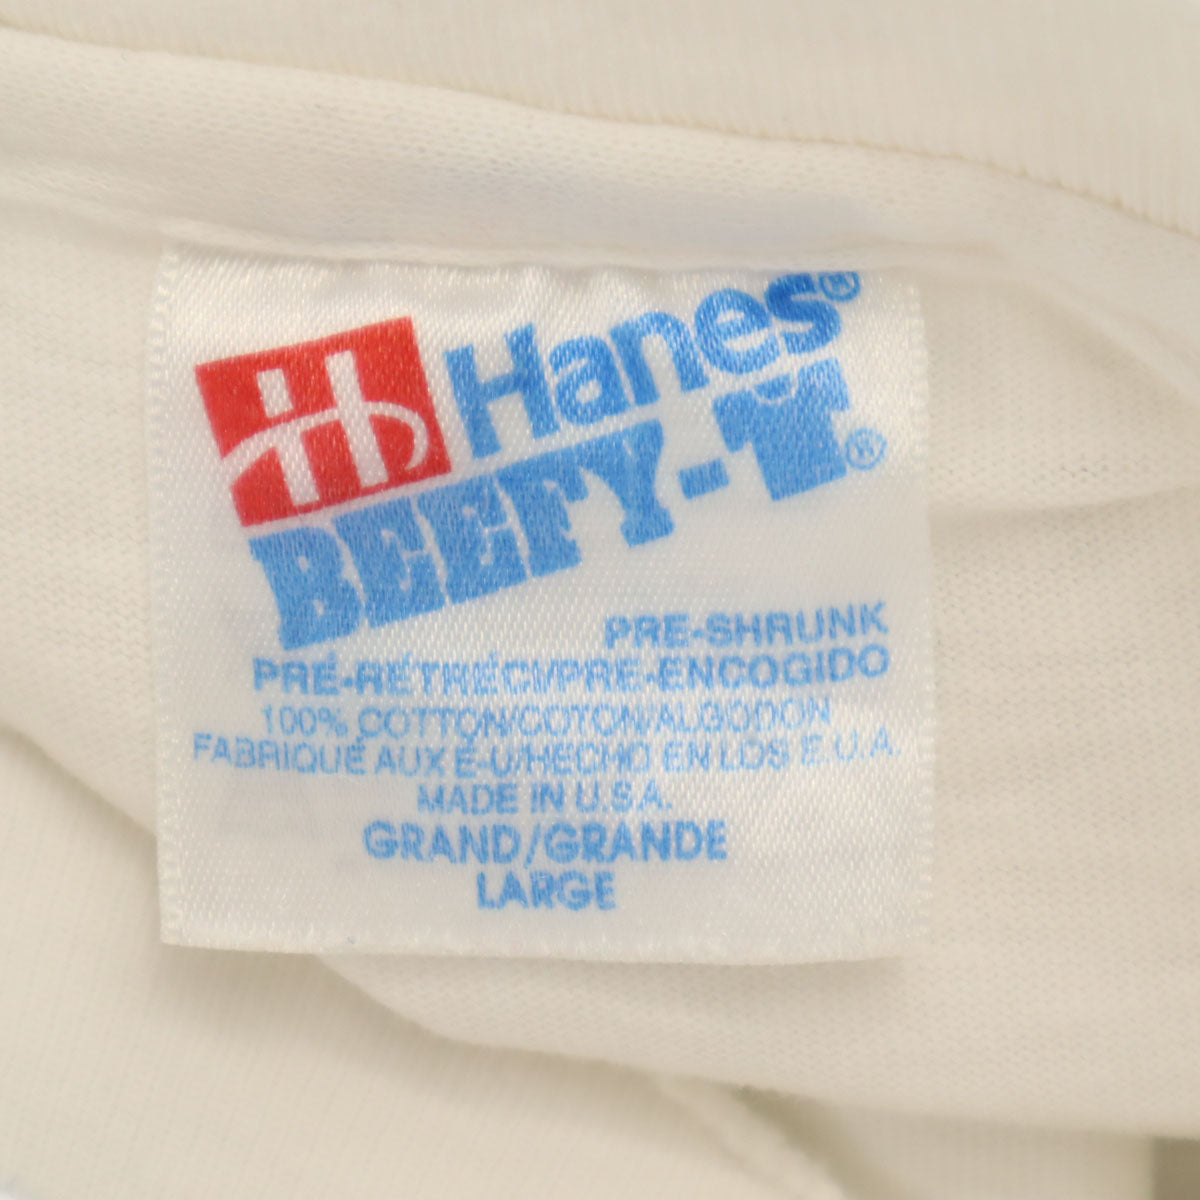 Hanes®
BEEFY-T®
PRE-SHRUNK
PRÉ-RÉTRÉCI/PRE-ENCOGIDO
100% COTTON/COTON/ALGODON
FABRIQUÉ AUX É-U/HECHO EN LOS E.U.A.
MADE IN U.S.A.
GRAND/GRANDE
LARGE